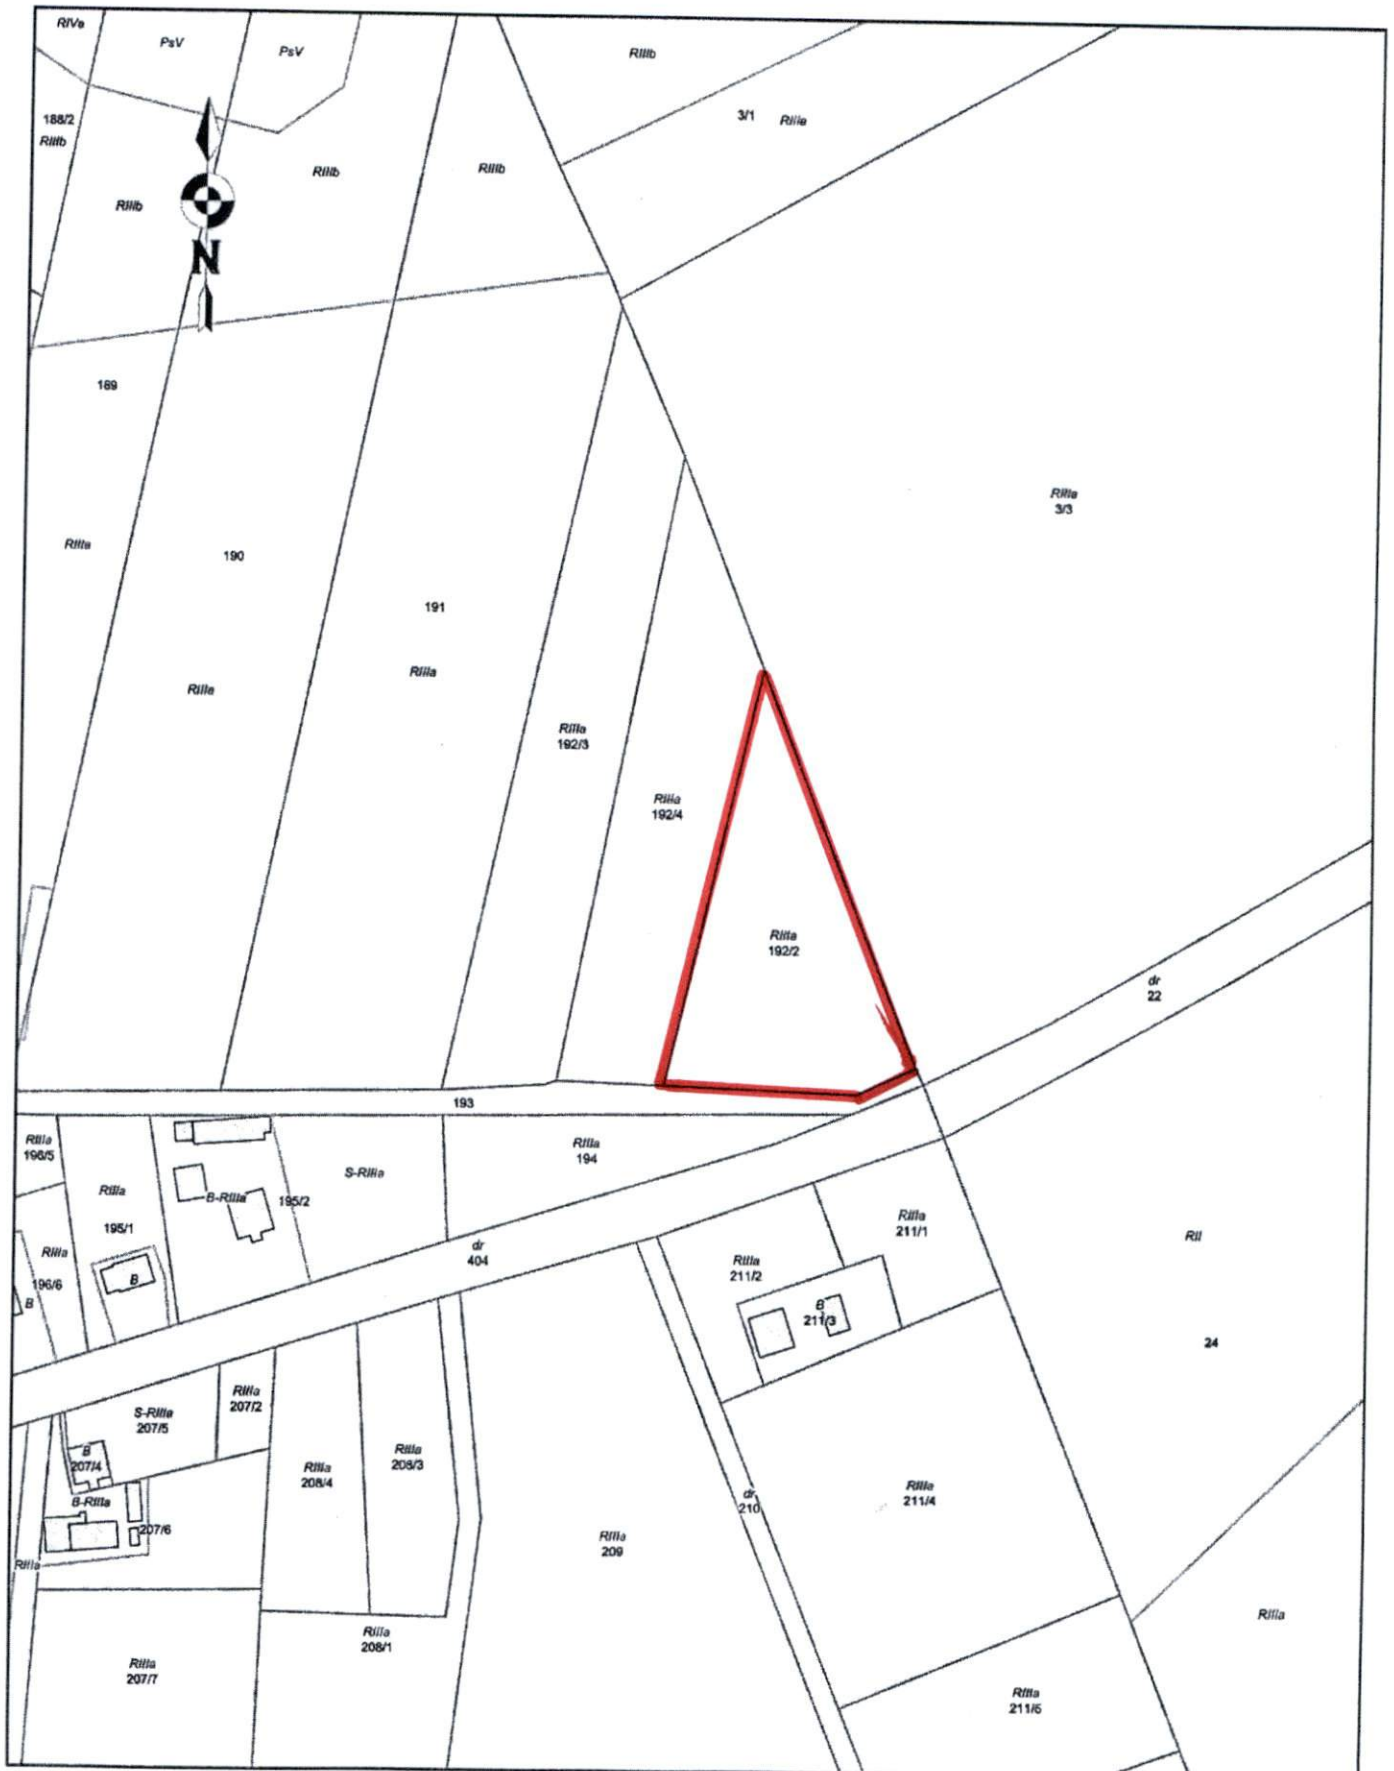 RIVa
PsV
PsV
RIIIb
188/2
RIIIb
3/1 RIIIa
RIIIb
RIIIb
RIIIb
N
189
RIIIa
3/3
RIIIa
190
191
RIIIa
RIIIa
RIIIa
192/3
RIIIa
192/4
RIIIa
192/2
dr
22
193
RIIIa
196/5
RIIIa
194
S-RIIIa
RIIIa
B-RIIIa
195/2
195/1
RIIIa
211/1
RII
RIIIa
196/6
dr
404
RIIIa
211/2
B
B
B
211/3
24
RIIIa
207/2
S-RIIIa
207/5
B
207/4
RIIIa
208/4
RIIIa
208/3
RIIIa
211/4
B-RIIIa
dr
210
207/6
RIIIa
209
RIIIa
RIIIa
RIIIa
208/1
RIIIa
207/7
RIIIa
211/5